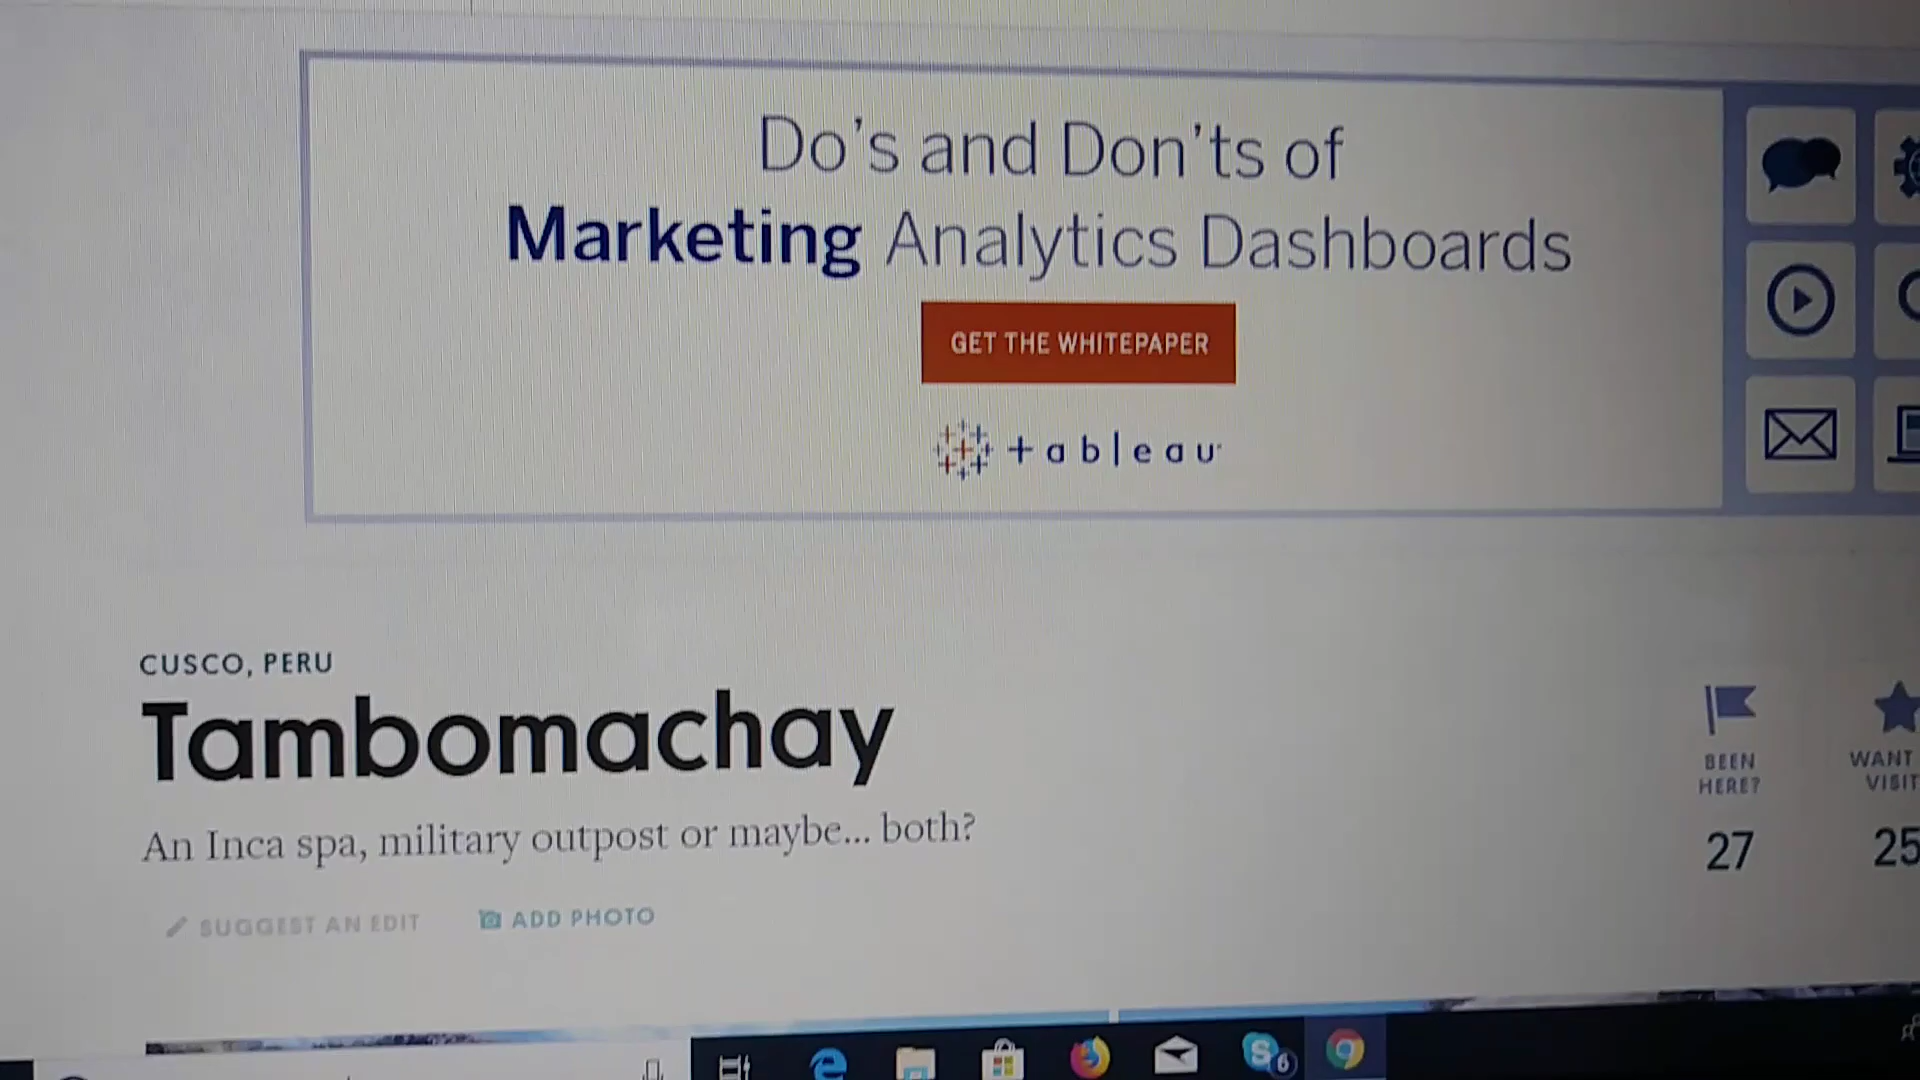 Do's and Don'ts of
Marketing Analytics Dashboards
GET THE WHITEPAPER
+ableau
CUSCO, PERU
Tambomachay
An Inca spa, military outpost or maybe... both?
SUGGEST AN EDIT
ADD PHOTO
BEEN
HERE?
27
WANT
VISIT
25
6